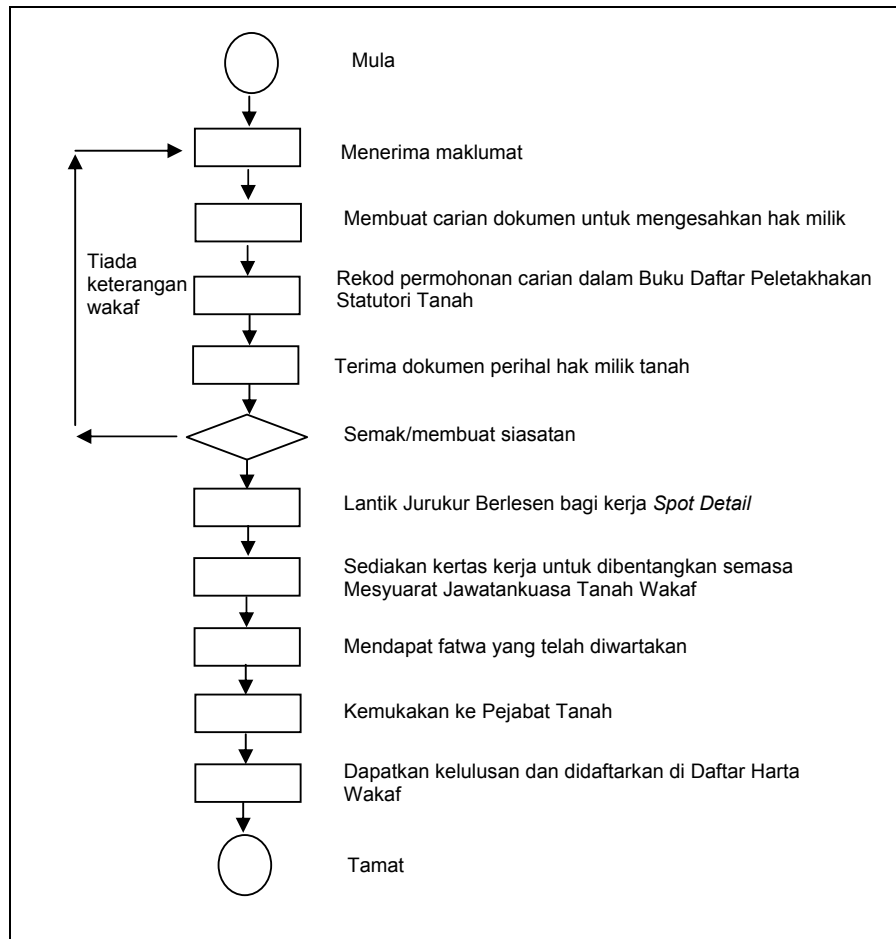 Mula
Menerima maklumat
Membuat carian dokumen untuk mengesahkan hak milik
Tiada
keterangan
wakaf
Rekod permohonan carian dalam Buku Daftar Peletakhakan
Statutori Tanah
Terima dokumen perihal hak milik tanah
Semak/membuat siasatan
Lantik Jurukur Berlesen bagi kerja Spot Detail
Sediakan kertas kerja untuk dibentangkan semasa
Mesyuarat Jawatankuasa Tanah Wakaf
Mendapat fatwa yang telah diwartakan
Kemukakan ke Pejabat Tanah
Dapatkan kelulusan dan didaftarkan di Daftar Harta
Wakaf
Tamat